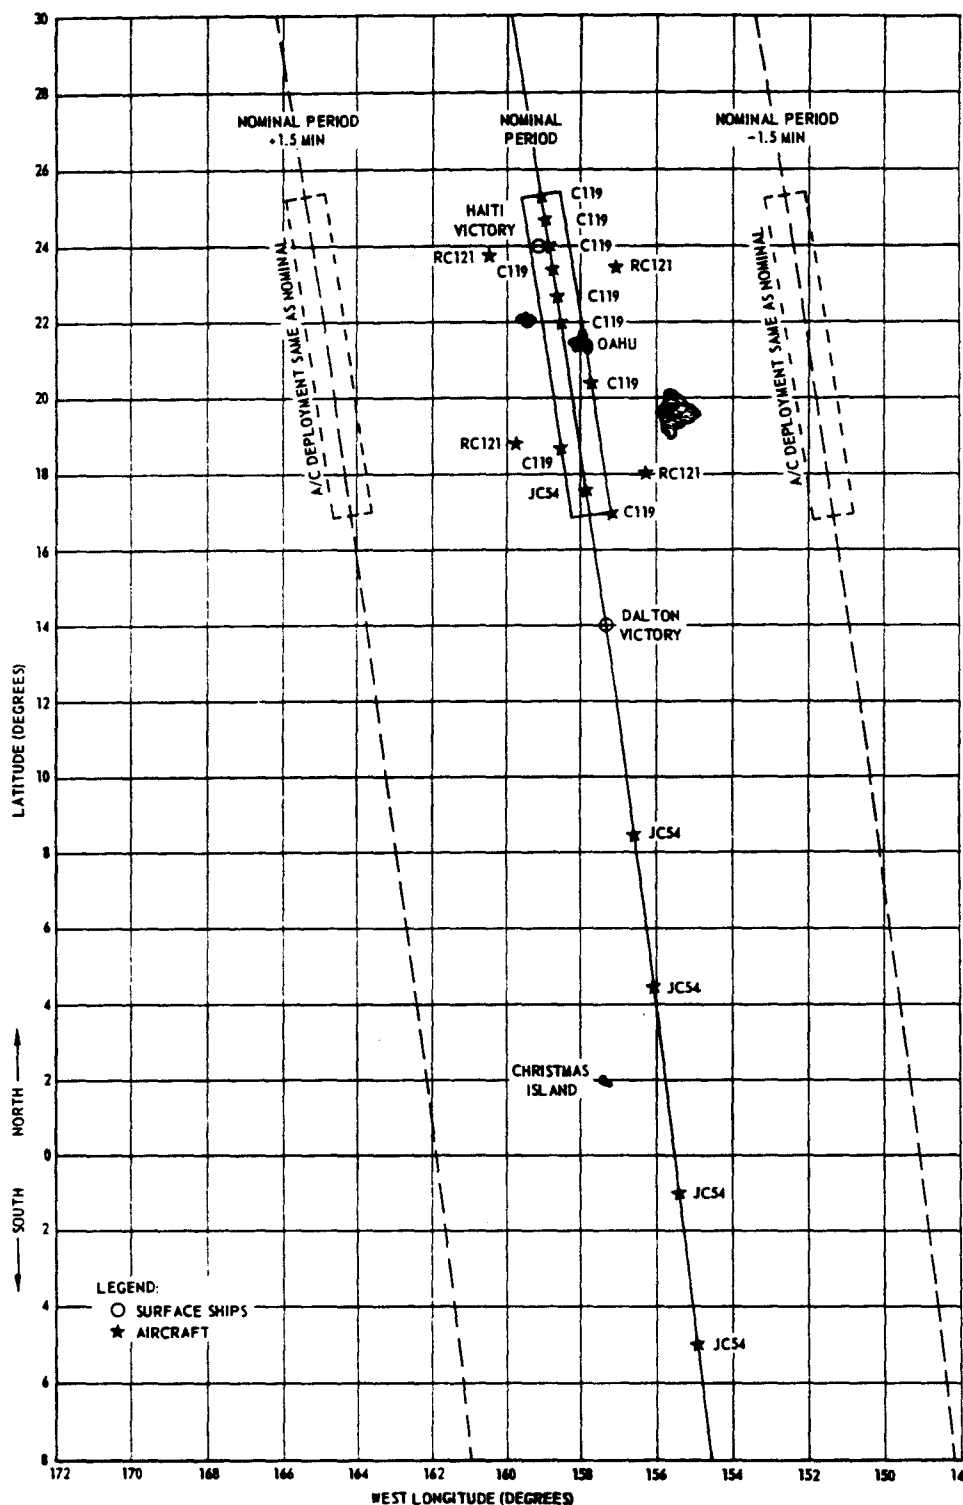 30
28
26
24
22
20
18
16
14
12
10
8
6
4
2
0
2
4
6
8
LATITUDE (DEGREES)
NORTH
SOUTH
NOMINAL PERIOD
+1.5 MIN
NOMINAL
PERIOD
NOMINAL PERIOD
-1.5 MIN
A/C DEPLOYMENT SAME AS NOMINAL
A/C DEPLOYMENT SAME AS NOMINAL
C119
HAITI
VICTORY
C119
C119
RC121
C119
RC121
C119
C119
OAHU
C119
RC121
C119
RC121
JC54
C119
DALTON
VICTORY
JC54
JC54
CHRISTMAS
ISLAND
JC54
JC54
LEGEND:
SURFACE SHIPS
AIRCRAFT
172 170 168 166 164 162 160 158 156 154 152 150 14
WEST LONGITUDE (DEGREES)